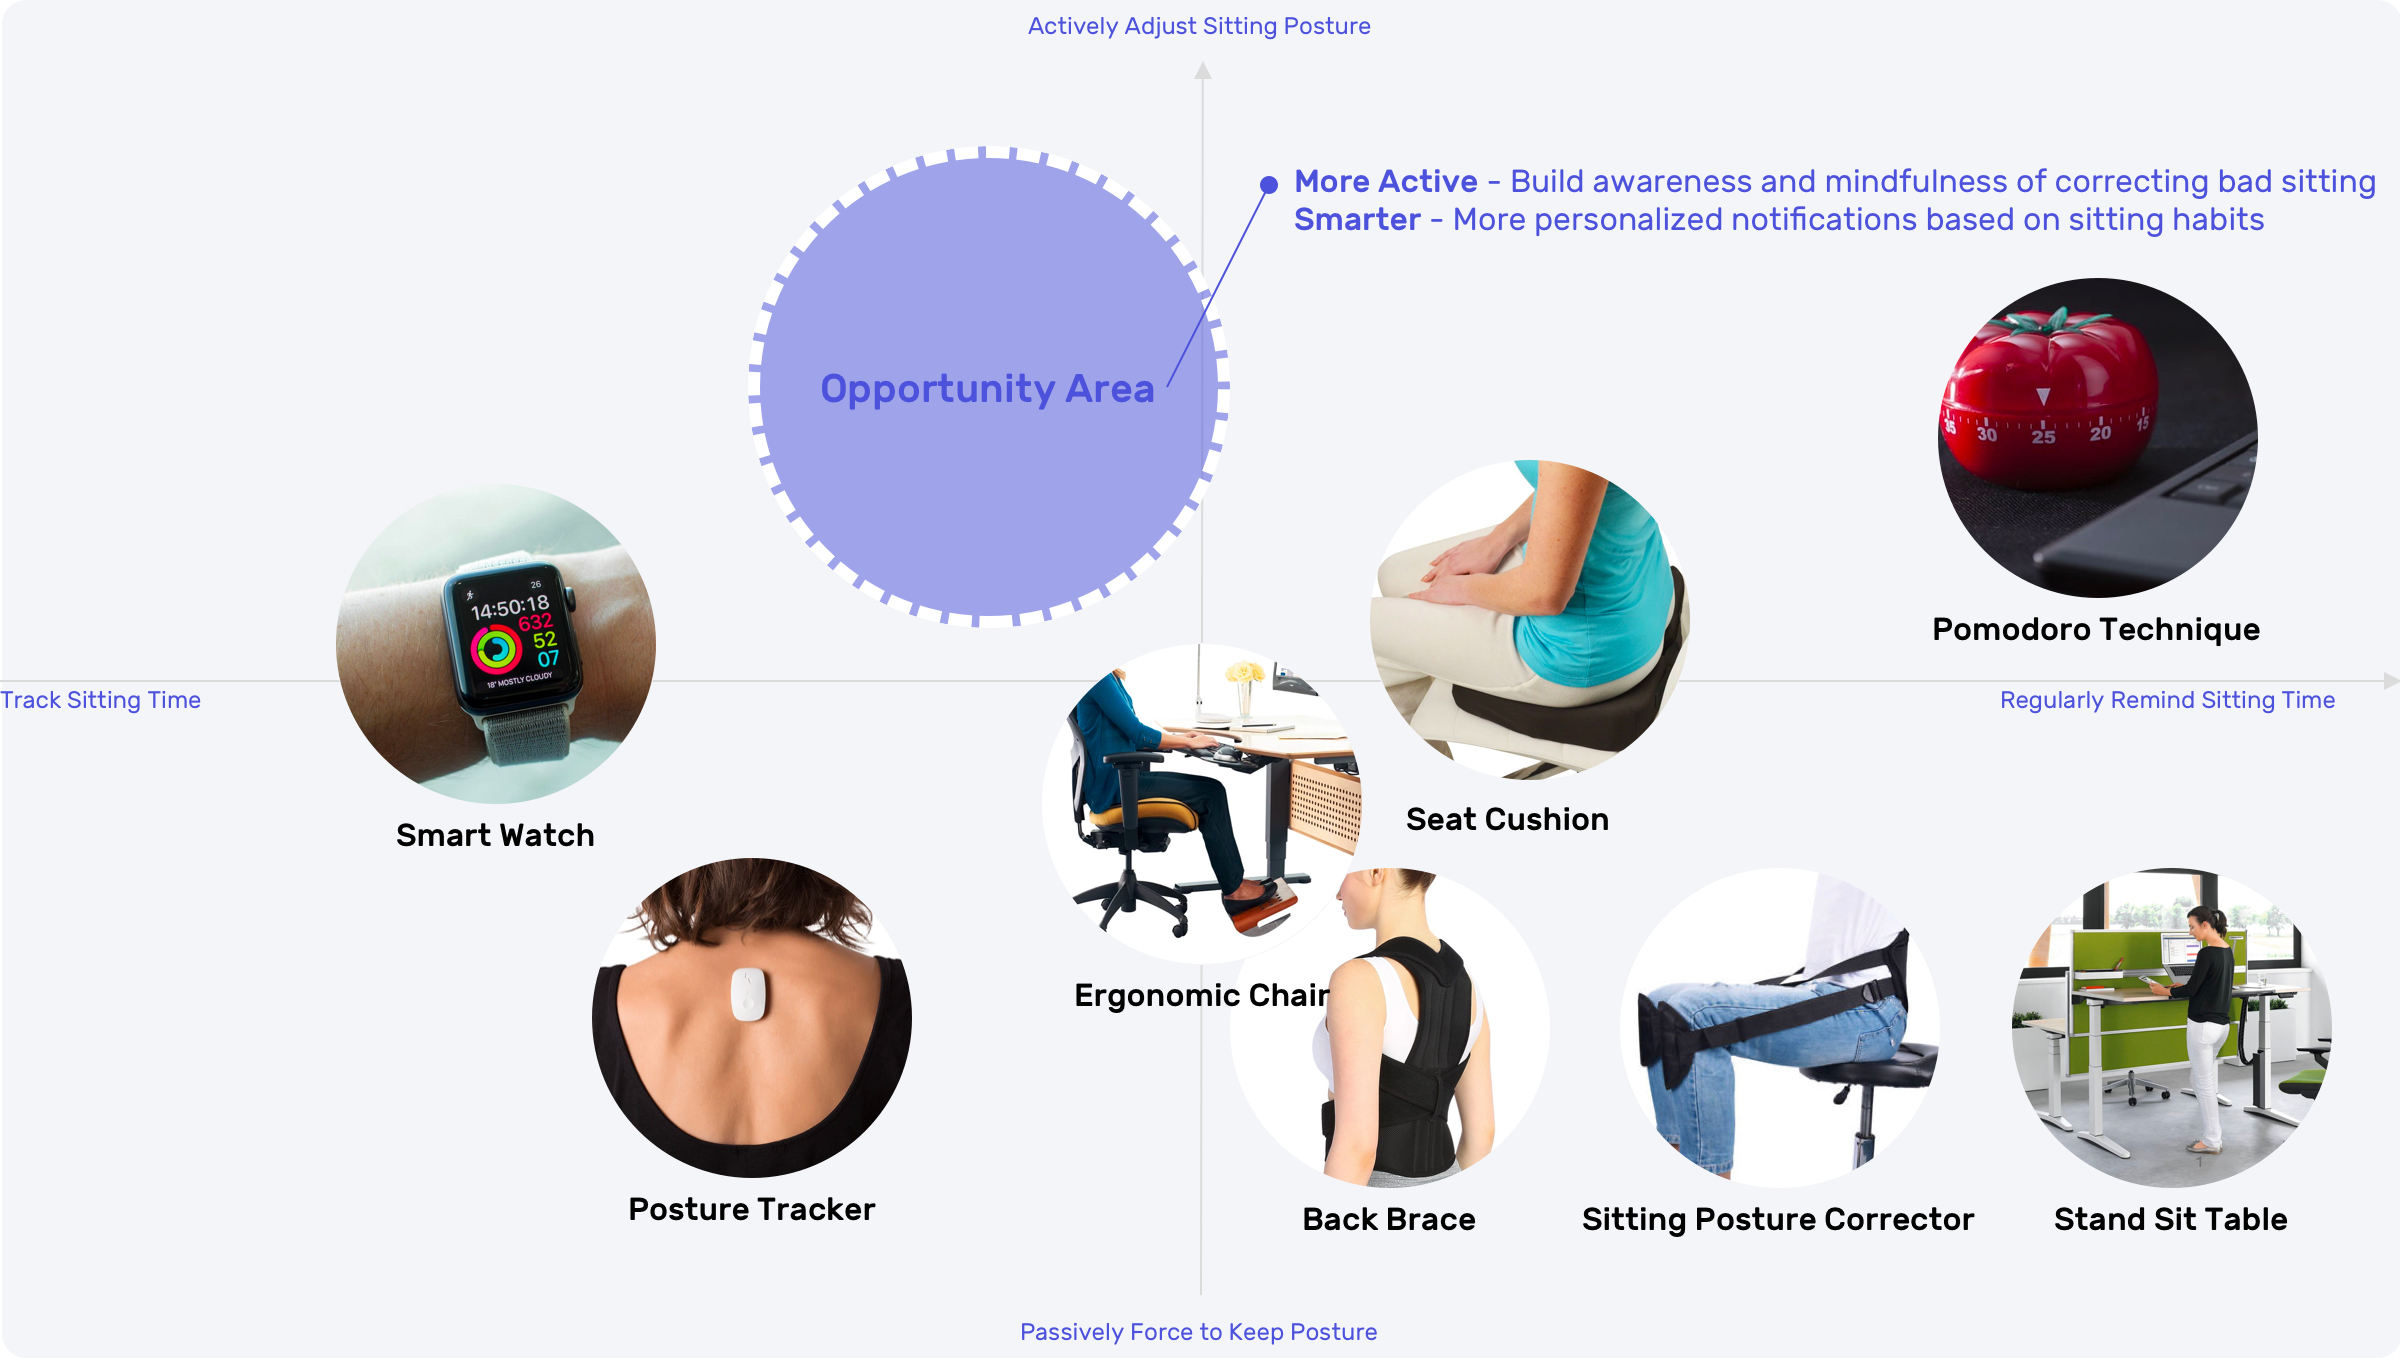 Actively Adjust Sitting Posture
More Active - Build awareness and mindfulness of correcting bad sitting
Smarter - More personalized notifications based on sitting habits
Opportunity Area
35 30 25 20 15
Pomodoro Technique
26
14:50:18
632
52
07
18° MOSTLY CLOUDY
Track Sitting Time
Regularly Remind Sitting Time
Smart Watch
Seat Cushion
Ergonomic Chair
Posture Tracker
1
Back Brace
Sitting Posture Corrector
Stand Sit Table
Passively Force to Keep Posture